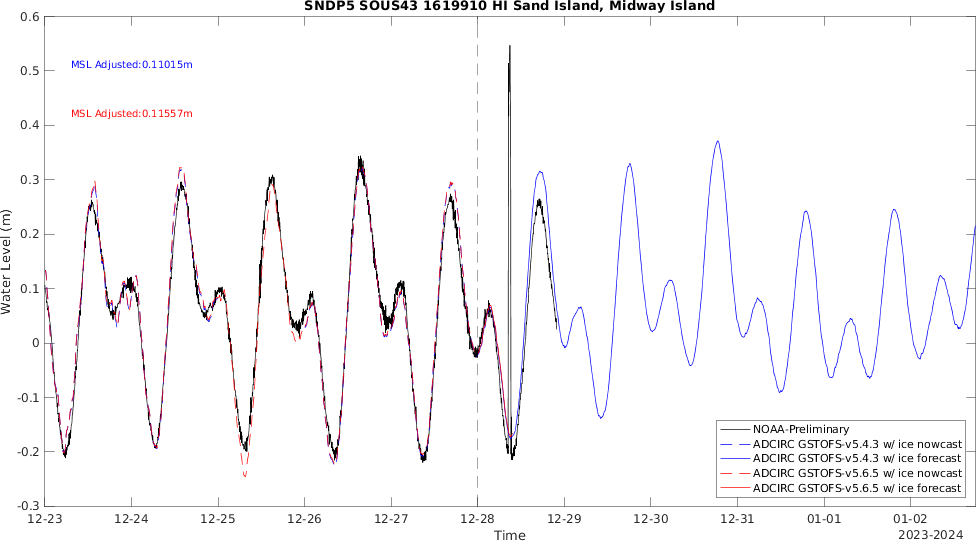 SNDP5 SOUS43 1619910 HI Sand Island, Midway Island
0.6
0.5
0.4
0.3
0.2
0.1
0
-0.1
-0.2
-0.3
Water Level (m)
MSL Adjusted:0.11015m
MSL Adjusted:0.11557m
NOAA-Preliminary
ADCIRC GSTOFS-v5.4.3 w/ ice nowcast
ADCIRC GSTOFS-v5.4.3 w/ ice forecast
ADCIRC GSTOFS-v5.6.5 w/ ice nowcast
ADCIRC GSTOFS-v5.6.5 w/ ice forecast
12-23 12-24 12-25 12-26 12-27 12-28 12-29 12-30 12-31 01-01 01-02
Time
2023-2024